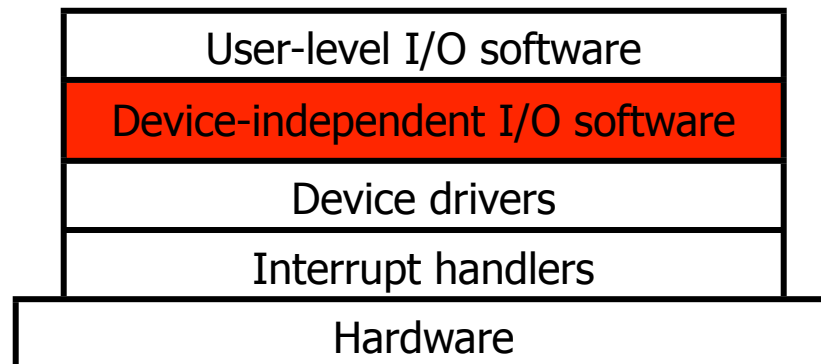 User-level I/O software
Device-independent I/O software
Device drivers
Interrupt handlers
Hardware